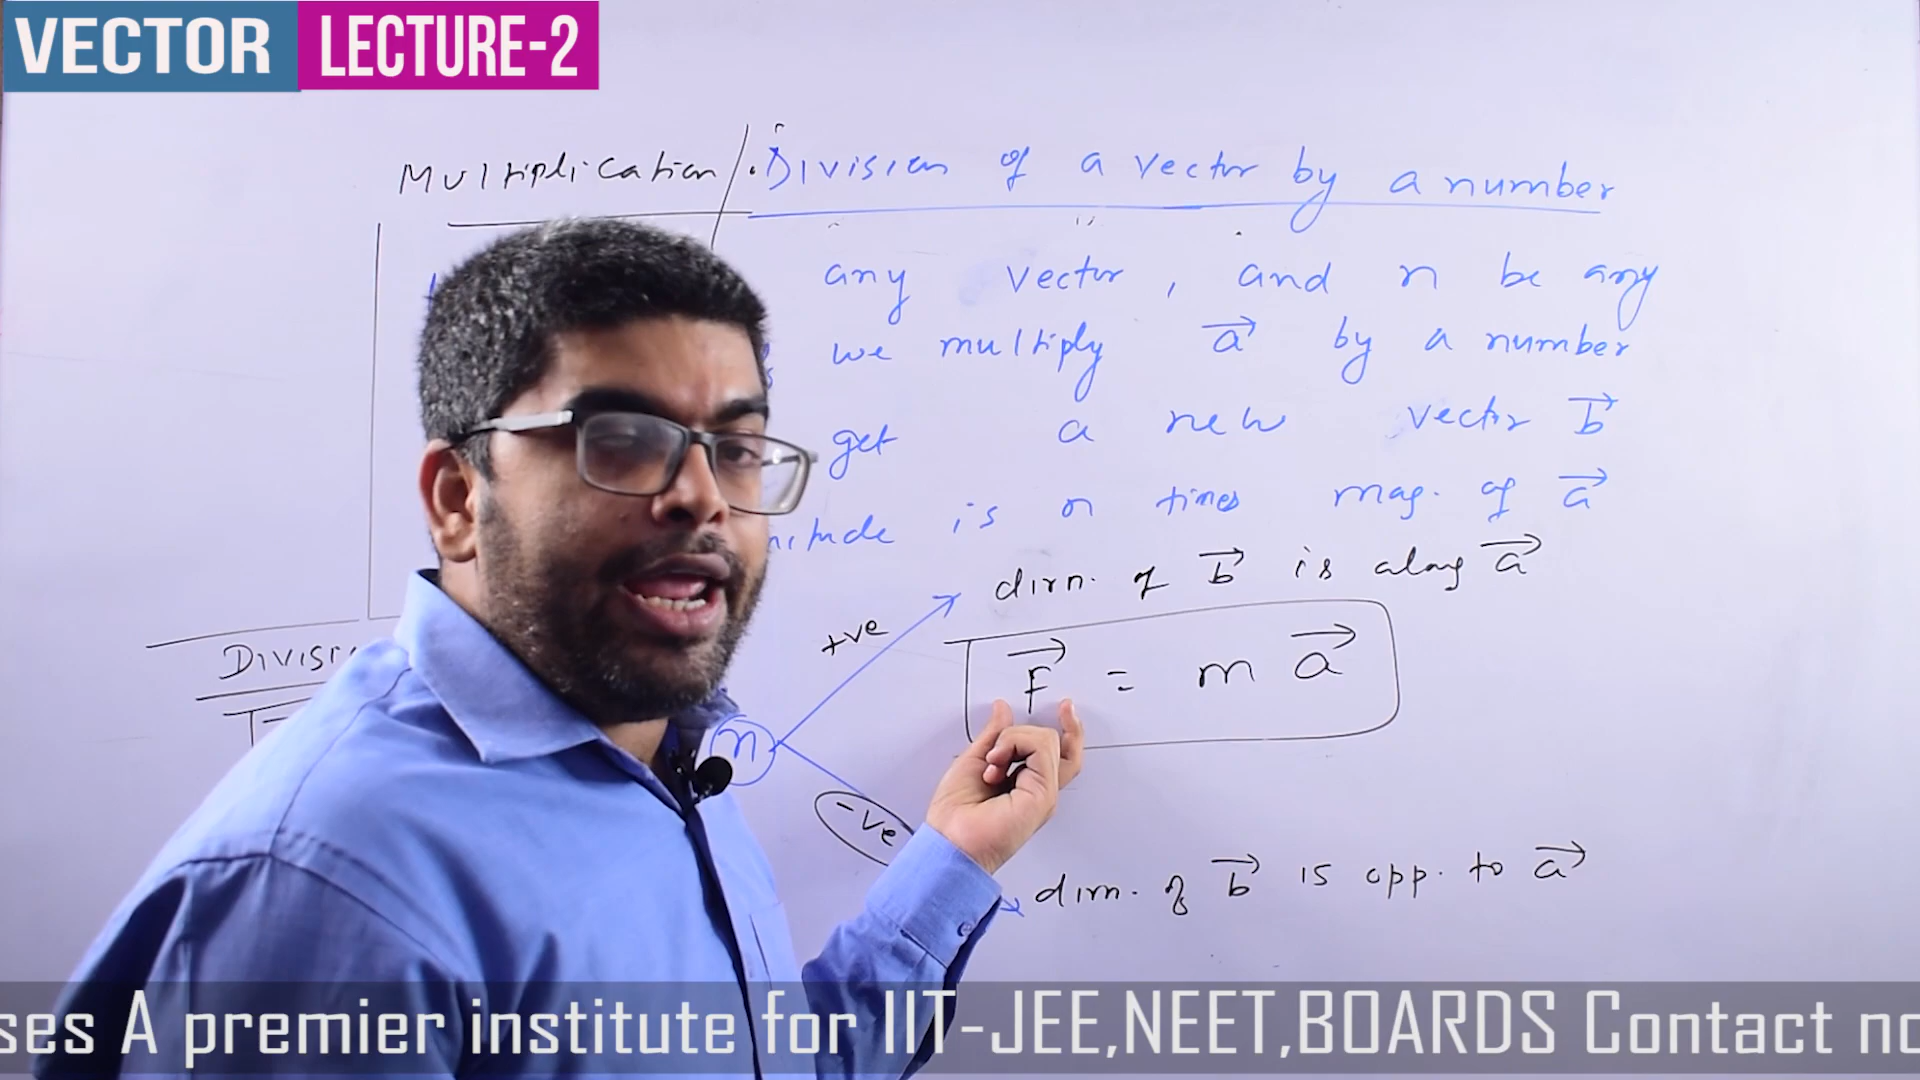 VECTOR LECTURE-2
Multiplication / Division of a vector by a number
any vector, and n be any
we multiply a⃗ by a number
get a new vector b⃗
is n times mag. of a⃗
dirn. of b⃗ is along a⃗
+ve
F⃗ = m a⃗
n
-ve
dirn. of b⃗ is opp. to a⃗
ses A premier institute for IIT-JEE,NEET,BOARDS Contact no